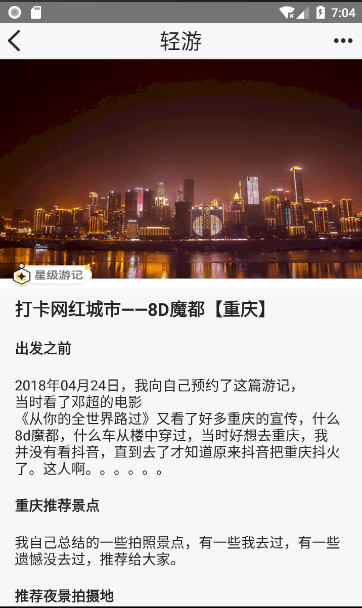 7:04
轻游
星级游记
打卡网红城市——8D魔都【重庆】
出发之前
2018年04月24日，我向自己预约了这篇游记，
当时看了邓超的电影
《从你的全世界路过》又看了好多重庆的宣传，什么
8d魔都，什么车从楼中穿过，当时好想去重庆，我
并没有看抖音，直到去了才知道原来抖音把重庆抖火
了。这人啊。。。。。。
重庆推荐景点
我自己总结的一些拍照景点，有一些我去过，有一些
遗憾没去过，推荐给大家。
推荐夜景拍摄地